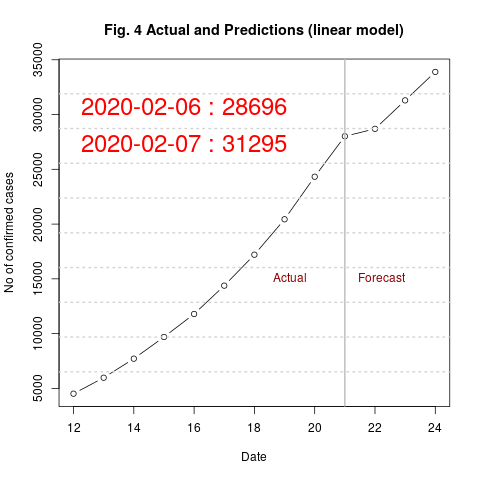 Fig. 4 Actual and Predictions (linear model)
35000
30000
25000
20000
15000
10000
5000
No of confirmed cases
2020-02-06 : 28696
2020-02-07 : 31295
Actual
Forecast
12 14 16 18 20 22 24
Date